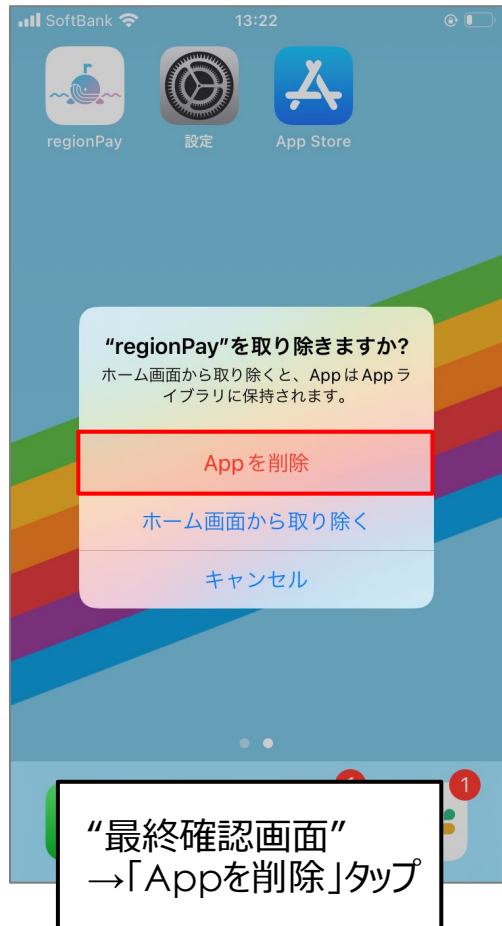 SoftBank 13:22
regionPay 設定 App Store
“regionPay”を取り除きますか?
ホーム画面から取り除くと、AppはAppラ
イブラリに保持されます。
Appを削除
ホーム画面から取り除く
キャンセル
1
“最終確認画面”
→「Appを削除」タップ